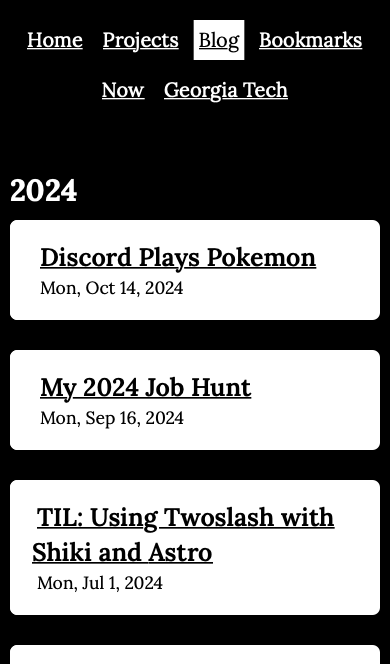 Home Projects Blog Bookmarks
Now Georgia Tech
2024
Discord Plays Pokemon
Mon, Oct 14, 2024
My 2024 Job Hunt
Mon, Sep 16, 2024
TIL: Using Twoslash with
Shiki and Astro
Mon, Jul 1, 2024